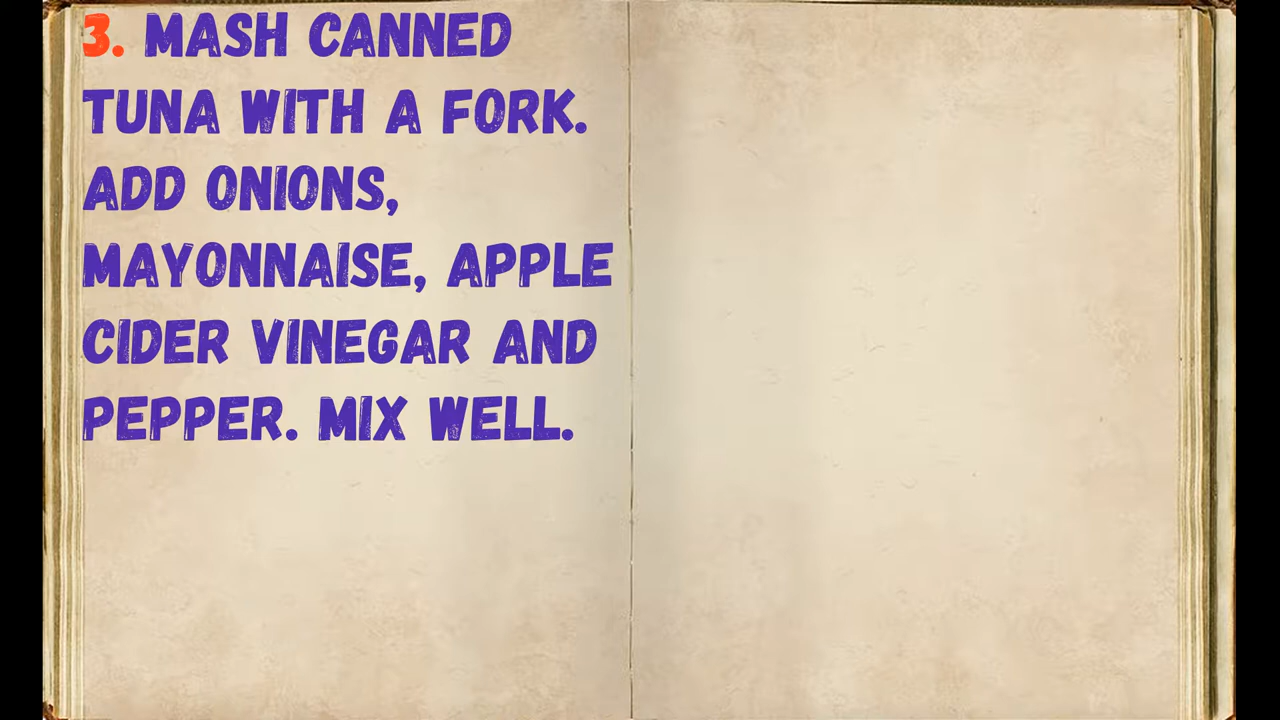 3. MASH CANNED
TUNA WITH A FORK.
ADD ONIONS,
MAYONNAISE, APPLE
CIDER VINEGAR AND
PEPPER. MIX WELL.